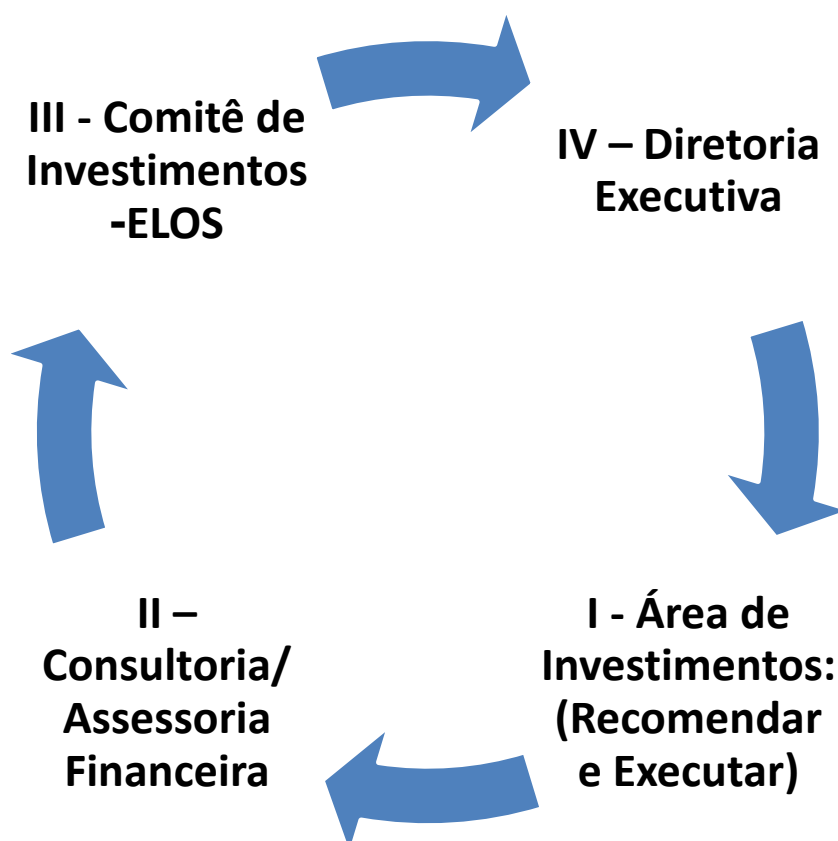 III - Comitê de
Investimentos
-ELOS
IV – Diretoria
Executiva
II –
Consultoria/
Assessoria
Financeira
I - Área de
Investimentos:
(Recomendar
e Executar)